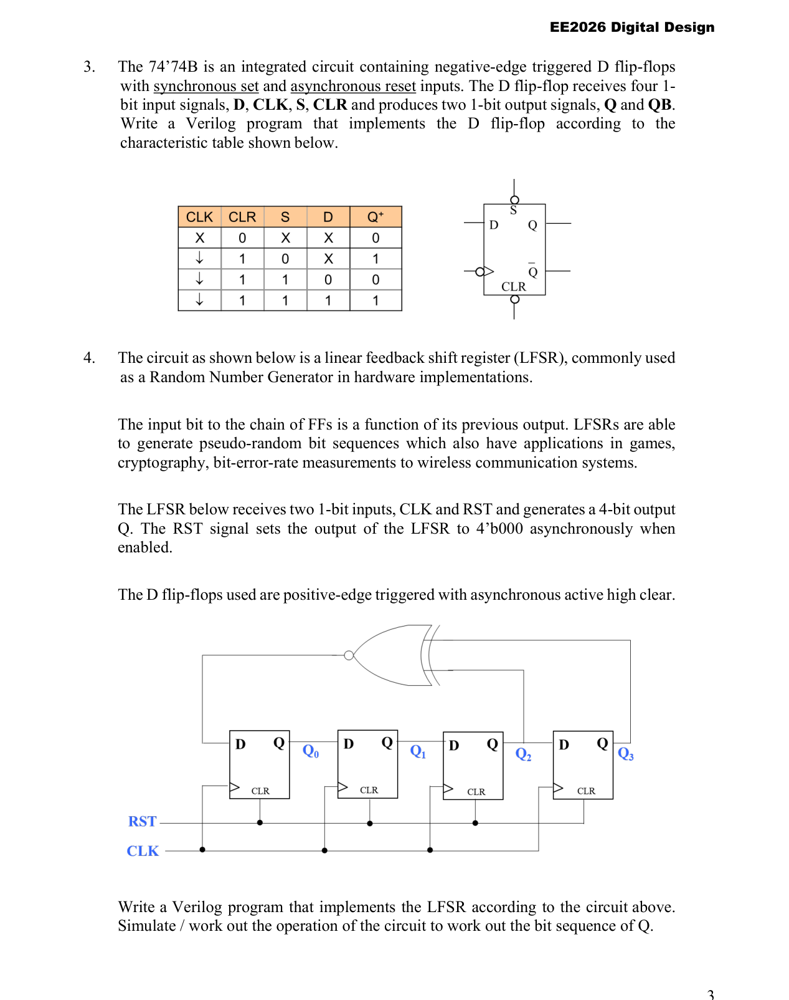 EE2026 Digital Design
3. The 74’74B is an integrated circuit containing negative-edge triggered D flip-flops
with synchronous set and asynchronous reset inputs. The D flip-flop receives four 1-
bit input signals, D, CLK, S, CLR and produces two 1-bit output signals, Q and QB.
Write a Verilog program that implements the D flip-flop according to the
characteristic table shown below.
CLK CLR S D Q⁺
X 0 X X 0
↓ 1 0 X 1
↓ 1 1 0 0
↓ 1 1 1 1
S
D Q
Q̅
CLR
4. The circuit as shown below is a linear feedback shift register (LFSR), commonly used
as a Random Number Generator in hardware implementations.
The input bit to the chain of FFs is a function of its previous output. LFSRs are able
to generate pseudo-random bit sequences which also have applications in games,
cryptography, bit-error-rate measurements to wireless communication systems.
The LFSR below receives two 1-bit inputs, CLK and RST and generates a 4-bit output
Q. The RST signal sets the output of the LFSR to 4’b000 asynchronously when
enabled.
The D flip-flops used are positive-edge triggered with asynchronous active high clear.
D Q Q₀ D Q Q₁ D Q Q₂ D Q Q₃
CLR CLR CLR CLR
RST
CLK
Write a Verilog program that implements the LFSR according to the circuit above.
Simulate / work out the operation of the circuit to work out the bit sequence of Q.
3